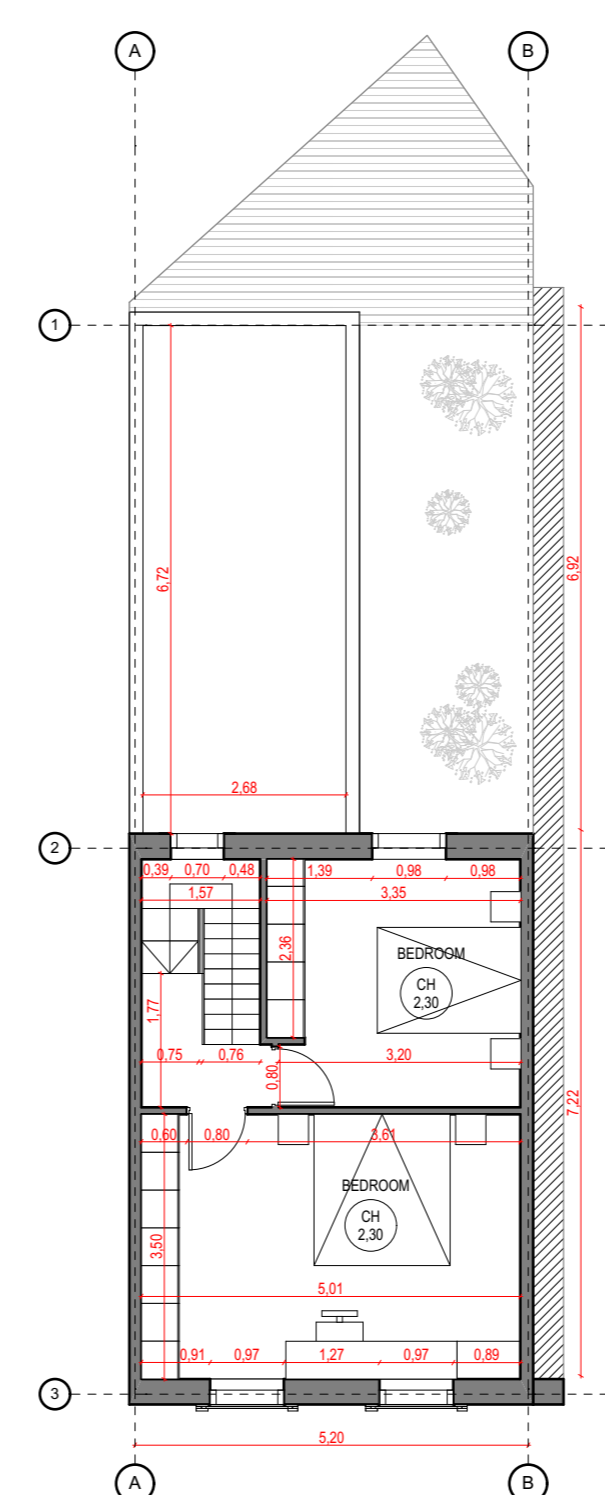 A B
1
6,72
6,92
2,68
2
0,39 0,70 0,48 1,39 0,98 0,98
1,57 3,35
2,36
BEDROOM
CH
2,30
1,77
0,75 0,76 0,80 3,20
7,22
0,60 0,80 3,61
BEDROOM
CH
2,30
3,50
5,01
0,91 0,97 1,27 0,97 0,89
3
5,20
A B